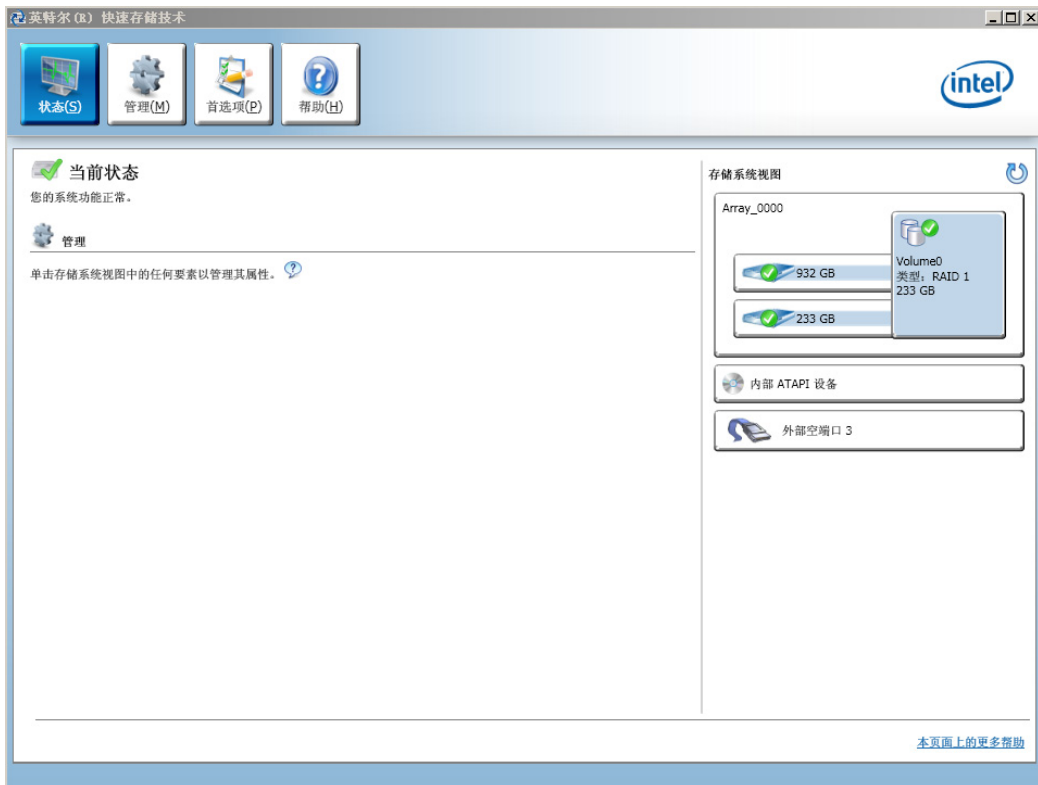 英特尔(R) 快速存储技术
状态(S)
管理(M)
首选项(P)
帮助(H)
intel
当前状态
您的系统功能正常。
管理
单击存储系统视图中的任何要素以管理其属性。
存储系统视图
Array_0000
932 GB
233 GB
Volume0
类型: RAID 1
233 GB
内部 ATAPI 设备
外部空端口 3
本页面上的更多帮助